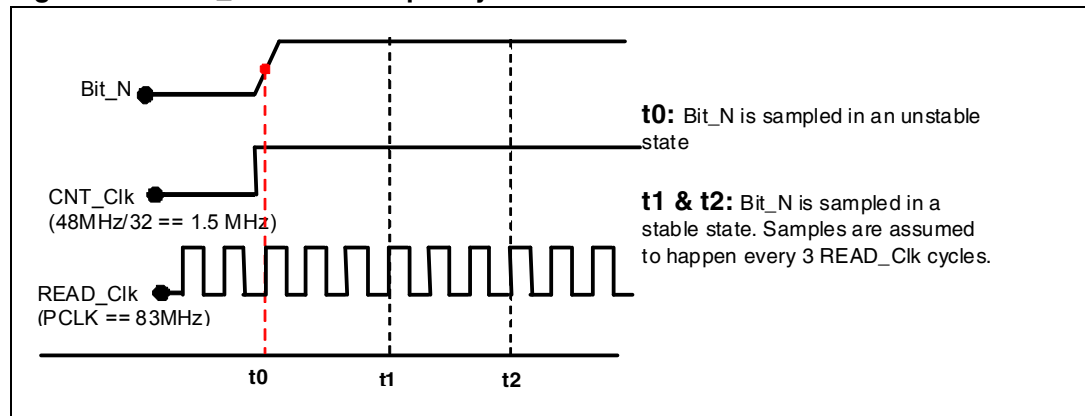 Bit_N
CNT_Clk
(48MHz/32 == 1.5 MHz)
READ_Clk
(PCLK == 83MHz)
t0: Bit_N is sampled in an unstable
state
t1 & t2: Bit_N is sampled in a
stable state. Samples are assumed
to happen every 3 READ_Clk cycles.
t0
t1
t2